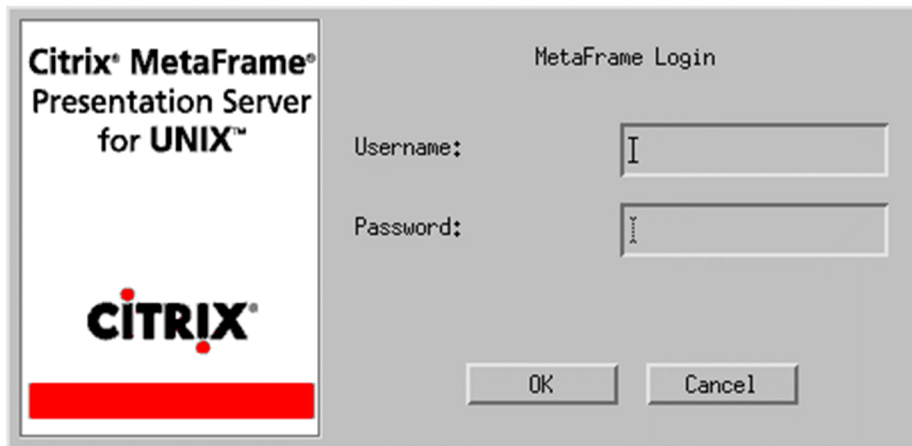 Citrix® MetaFrame®
Presentation Server
for UNIX™
CiTRIX®
MetaFrame Login
Username:
Password:
OK
Cancel